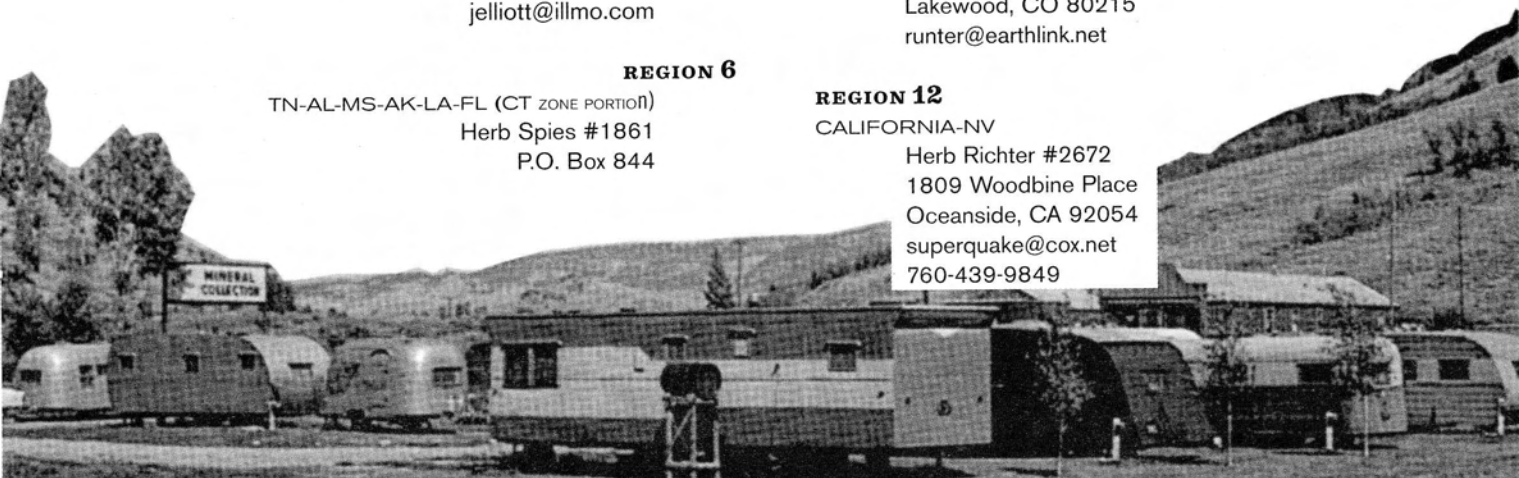 jelliott@illmo.com
REGION 6
TN-AL-MS-AK-LA-FL (CT ZONE PORTIOn)
Herb Spies #1861
P.O. Box 844
Lakewood, CO 80215
runter@earthlink.net
REGION 12
CALIFORNIA-NV
Herb Richter #2672
1809 Woodbine Place
Oceanside, CA 92054
superquake@cox.net
760-439-9849
MINERAL
COLLECTION